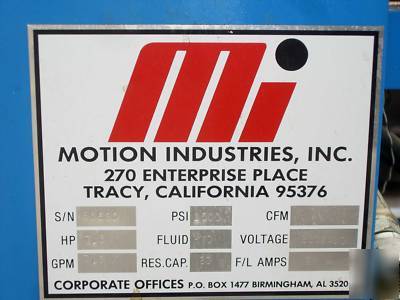 mi
MOTION INDUSTRIES, INC.
270 ENTERPRISE PLACE
TRACY, CALIFORNIA 95376
S/N PSI CFM
HP FLUID VOLTAGE
GPM RES.CAP. F/L AMPS
CORPORATE OFFICES P.O. BOX 1477 BIRMINGHAM, AL 3520